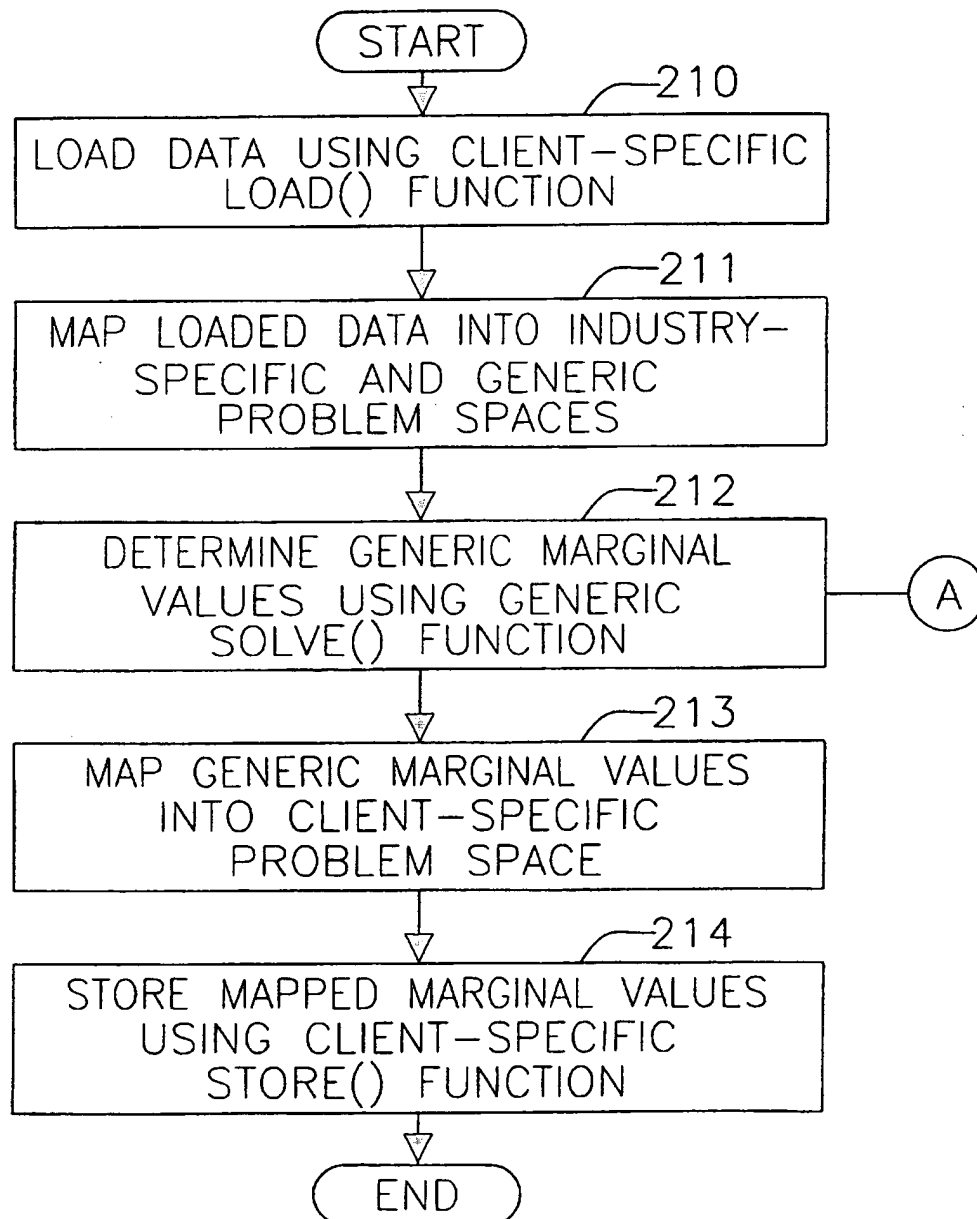 START
210
LOAD DATA USING CLIENT-SPECIFIC
LOAD() FUNCTION
211
MAP LOADED DATA INTO INDUSTRY-
SPECIFIC AND GENERIC
PROBLEM SPACES
212
DETERMINE GENERIC MARGINAL
VALUES USING GENERIC
SOLVE() FUNCTION
A
213
MAP GENERIC MARGINAL VALUES
INTO CLIENT-SPECIFIC
PROBLEM SPACE
214
STORE MAPPED MARGINAL VALUES
USING CLIENT-SPECIFIC
STORE() FUNCTION
END